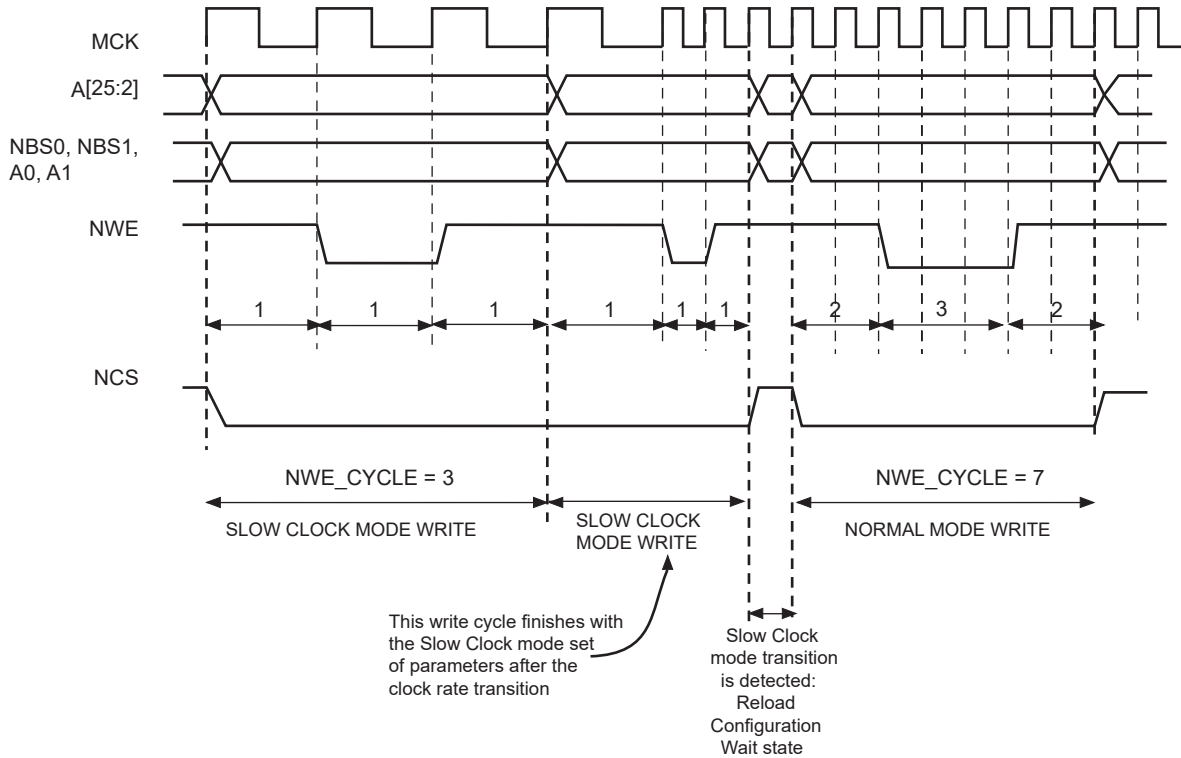 MCK
A[25:2]
NBS0, NBS1,
A0, A1
NWE
1 1 1 1 1 1 2 3 2
NCS
NWE_CYCLE = 3
NWE_CYCLE = 7
SLOW CLOCK MODE WRITE
SLOW CLOCK
MODE WRITE
NORMAL MODE WRITE
This write cycle finishes with
the Slow Clock mode set
of parameters after the
clock rate transition
Slow Clock
mode transition
is detected:
Reload
Configuration
Wait state